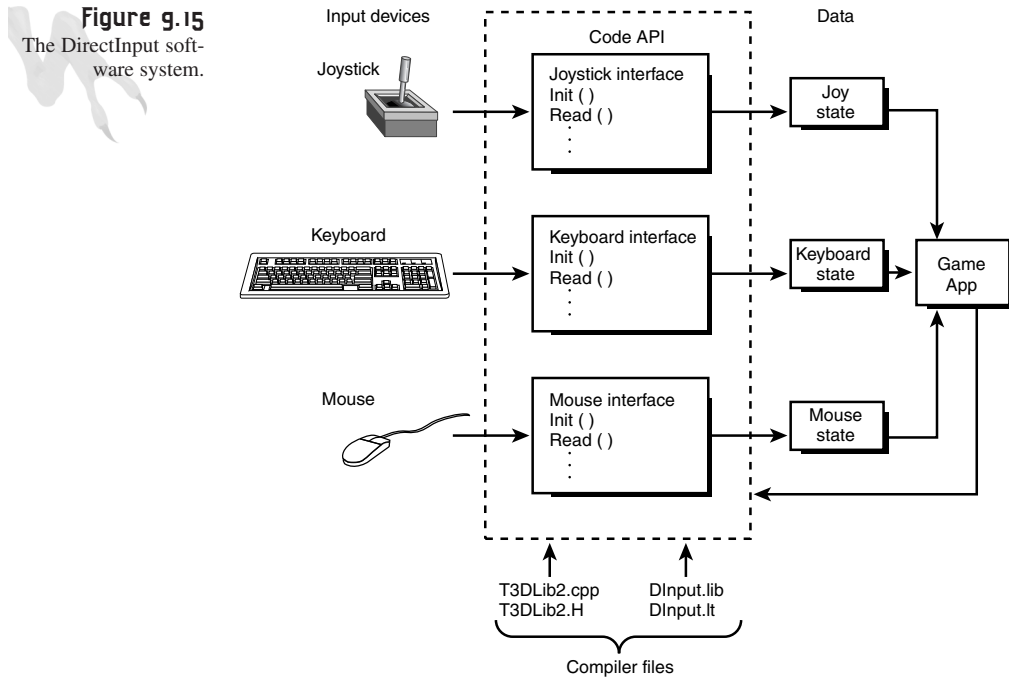 Figure 9.15
The DirectInput soft-
ware system.
Input devices
Code API
Data
Joystick
Joystick interface
Init ( )
Read ( )
.
.
.
Joy
state
Keyboard
Keyboard interface
Init ( )
Read ( )
.
.
.
Keyboard
state
Game
App
Mouse
Mouse interface
Init ( )
Read ( )
.
.
.
Mouse
state
T3DLib2.cpp
T3DLib2.H
DInput.lib
DInput.lt
Compiler files